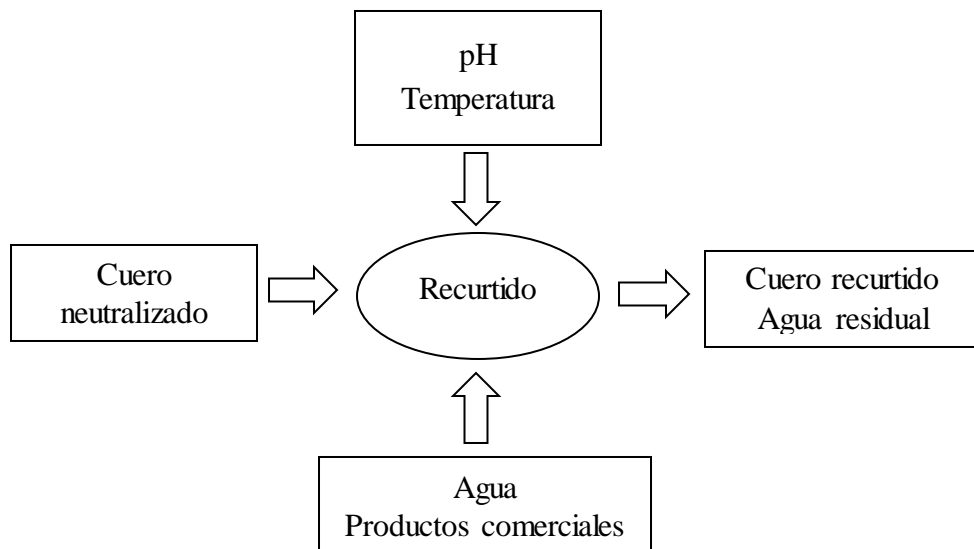 pH
Temperatura
Cuero
neutralizado
Recurtido
Cuero recurtido
Agua residual
Agua
Productos comerciales